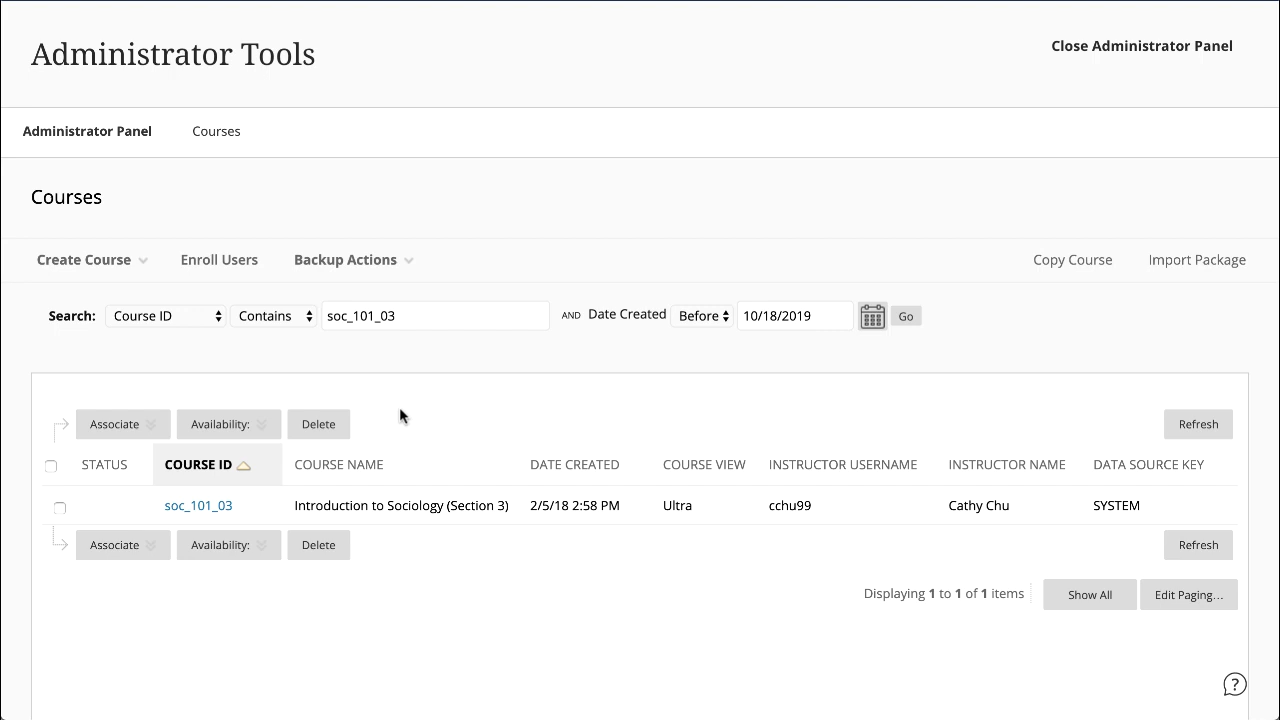 Administrator Tools
Close Administrator Panel
Administrator Panel Courses
Courses
Create Course Enroll Users Backup Actions Copy Course Import Package
Search: Course ID Contains soc_101_03 AND Date Created Before 10/18/2019 Go
Associate Availability: Delete Refresh
STATUS COURSE ID COURSE NAME DATE CREATED COURSE VIEW INSTRUCTOR USERNAME INSTRUCTOR NAME DATA SOURCE KEY
soc_101_03 Introduction to Sociology (Section 3) 2/5/18 2:58 PM Ultra cchu99 Cathy Chu SYSTEM
Associate Availability: Delete Refresh
Displaying 1 to 1 of 1 items Show All Edit Paging...
?